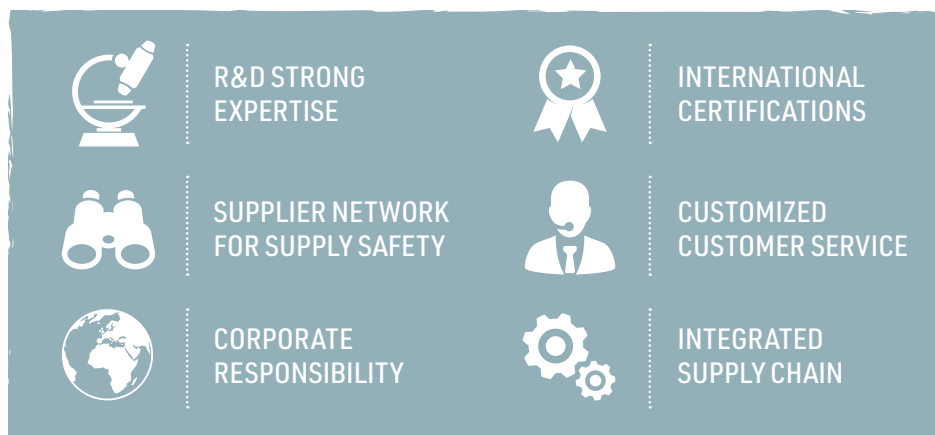 R&D STRONG
EXPERTISE
INTERNATIONAL
CERTIFICATIONS
SUPPLIER NETWORK
FOR SUPPLY SAFETY
CUSTOMIZED
CUSTOMER SERVICE
CORPORATE
RESPONSIBILITY
INTEGRATED
SUPPLY CHAIN